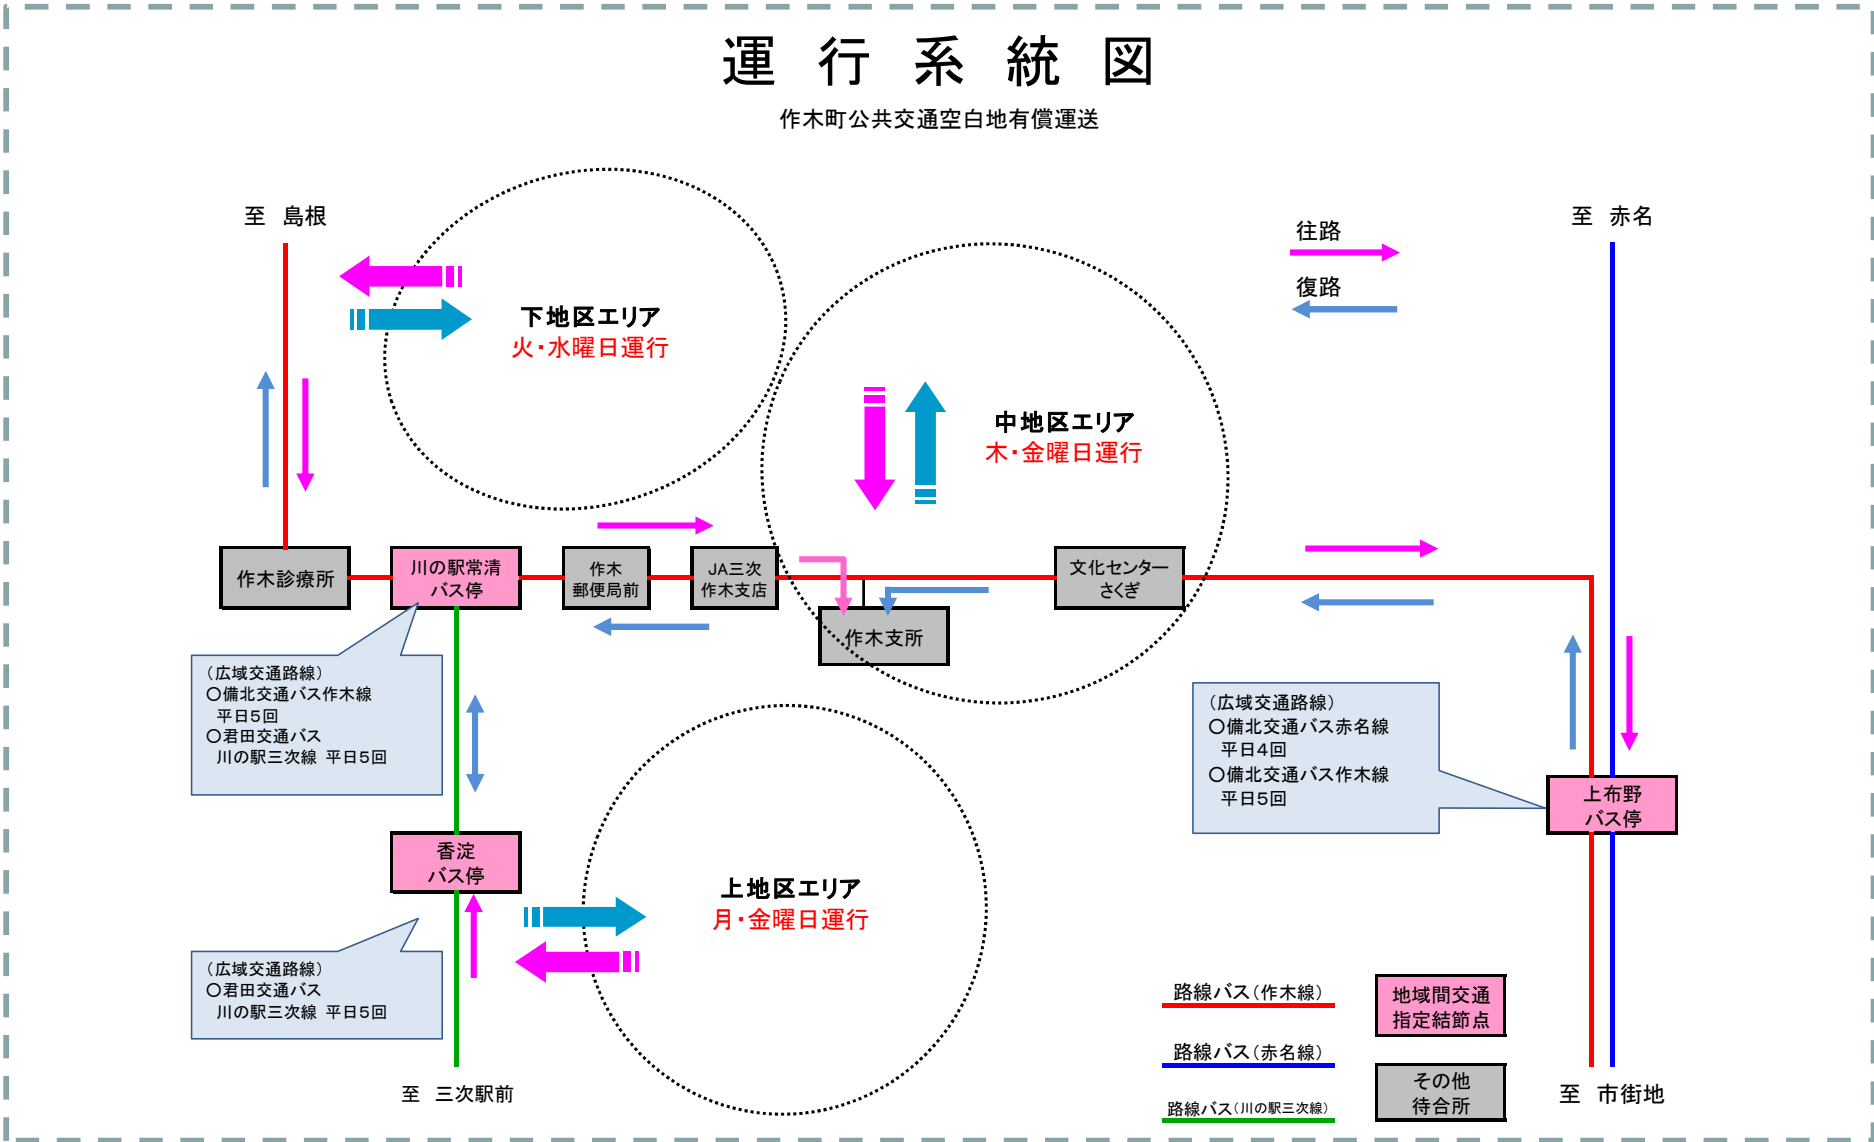 運行系統図
作木町公共交通空白地有償運送
至 島根
至 赤名
往路
復路
下地区エリア
火・水曜日運行
中地区エリア
木・金曜日運行
作木診療所
川の駅常清
バス停
作木
郵便局前
JA三次
作木支店
文化センター
さくぎ
作木支所
（広域交通路線）
○備北交通バス作木線
平日5回
○君田交通バス
川の駅三次線 平日5回
（広域交通路線）
○備北交通バス赤名線
平日4回
○備北交通バス作木線
平日5回
上布野
バス停
香淀
バス停
上地区エリア
月・金曜日運行
（広域交通路線）
○君田交通バス
川の駅三次線 平日5回
至 三次駅前
路線バス（作木線）
路線バス（赤名線）
路線バス（川の駅三次線）
地域間交通
指定結節点
その他
待合所
至 市街地